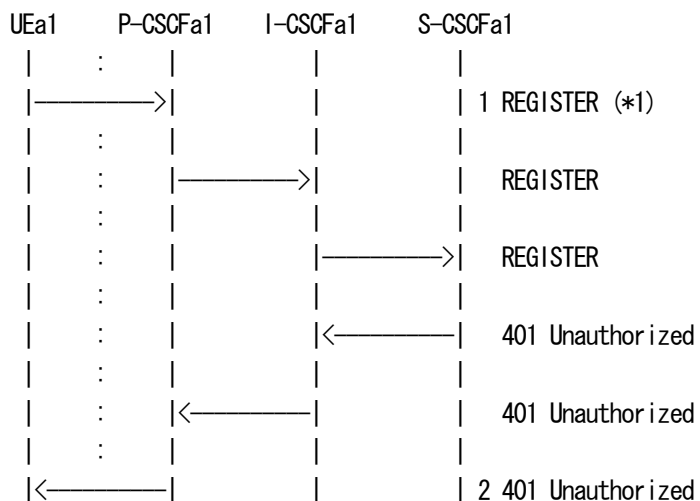 UEa1 P-CSCFa1 I-CSCFa1 S-CSCFa1
1 REGISTER (*1)
REGISTER
REGISTER
401 Unauthorized
401 Unauthorized
2 401 Unauthorized